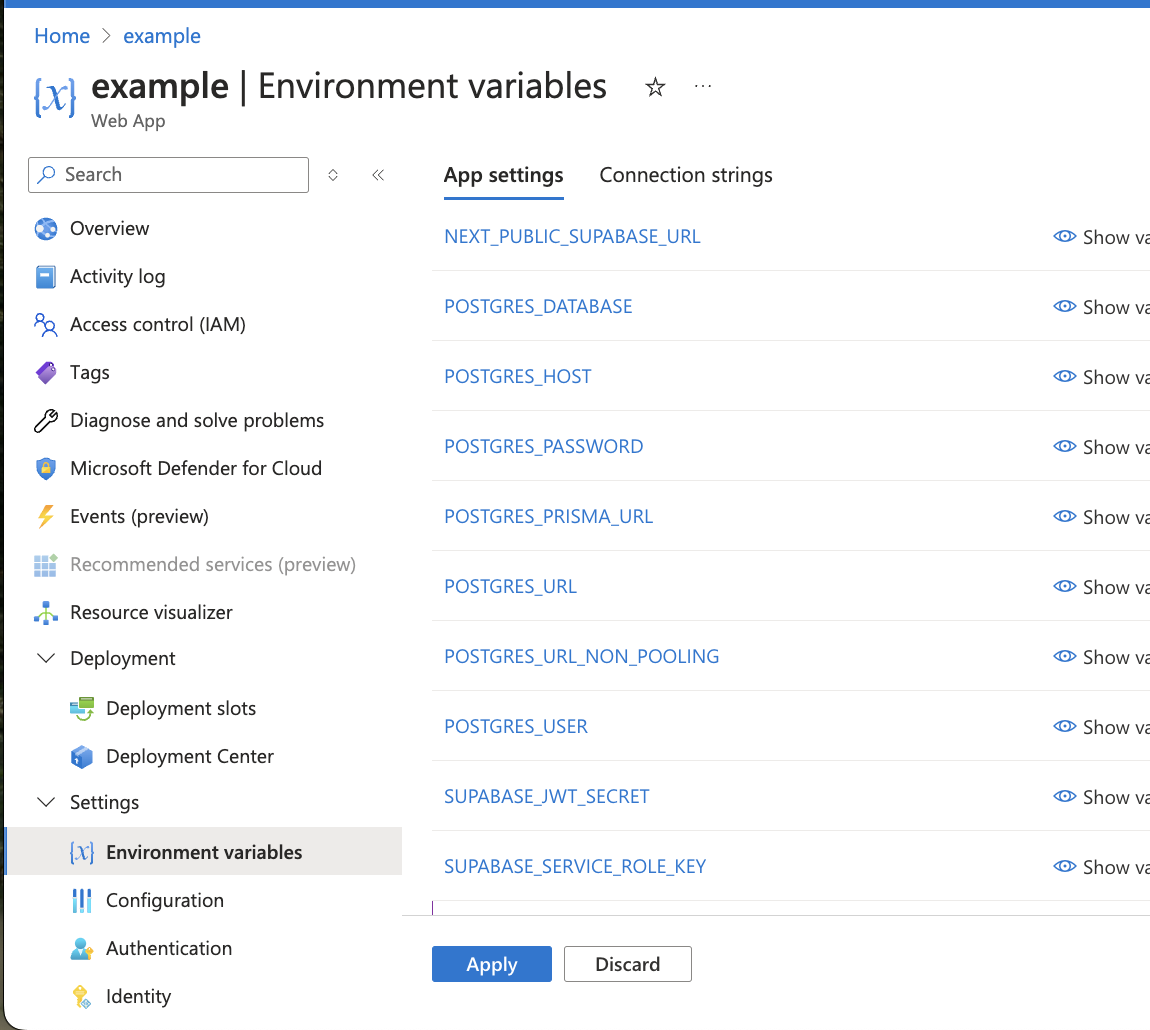 Home > example
example | Environment variables
Web App
Search
Overview
Activity log
Access control (IAM)
Tags
Diagnose and solve problems
Microsoft Defender for Cloud
Events (preview)
Recommended services (preview)
Resource visualizer
Deployment
Deployment slots
Deployment Center
Settings
Environment variables
Configuration
Authentication
Identity
App settings Connection strings
NEXT_PUBLIC_SUPABASE_URL Show va
POSTGRES_DATABASE Show va
POSTGRES_HOST Show va
POSTGRES_PASSWORD Show va
POSTGRES_PRISMA_URL Show va
POSTGRES_URL Show va
POSTGRES_URL_NON_POOLING Show va
POSTGRES_USER Show va
SUPABASE_JWT_SECRET Show va
SUPABASE_SERVICE_ROLE_KEY Show va
Apply Discard